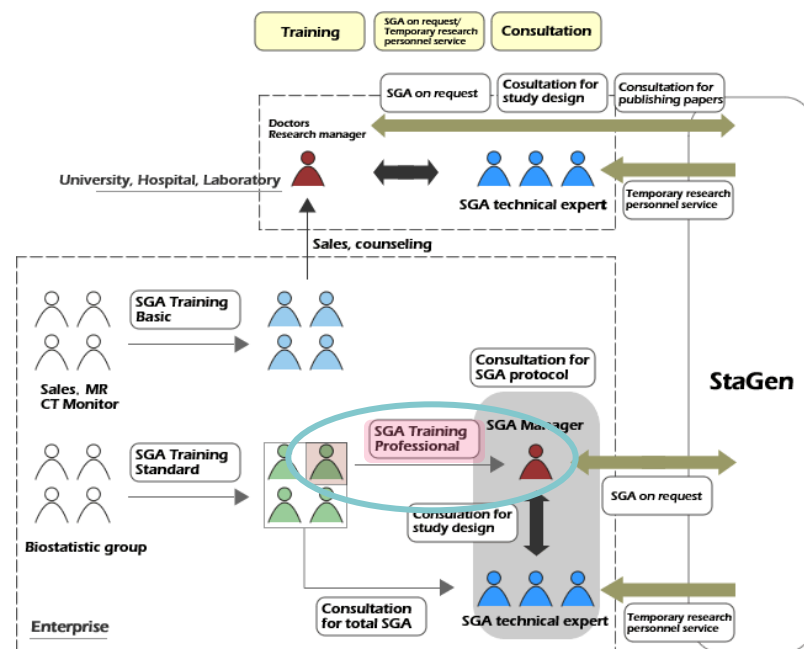 Training
SGA on request/
Temporary research
personnel service
Consultation
SGA on request
Cosultation for
study design
Consultation for
publishing papers
Doctors
Research manager
University, Hospital, Laboratory
SGA technical expert
Temporary research
personnel service
Sales, counseling
SGA Training
Basic
Sales, MR
CT Monitor
Consultation for
SGA protocol
StaGen
SGA Manager
SGA Training
Professional
SGA Training
Standard
SGA on request
Consultation for
study design
Biostatistic group
Consultation
for total SGA
SGA technical expert
Temporary research
personnel service
Enterprise